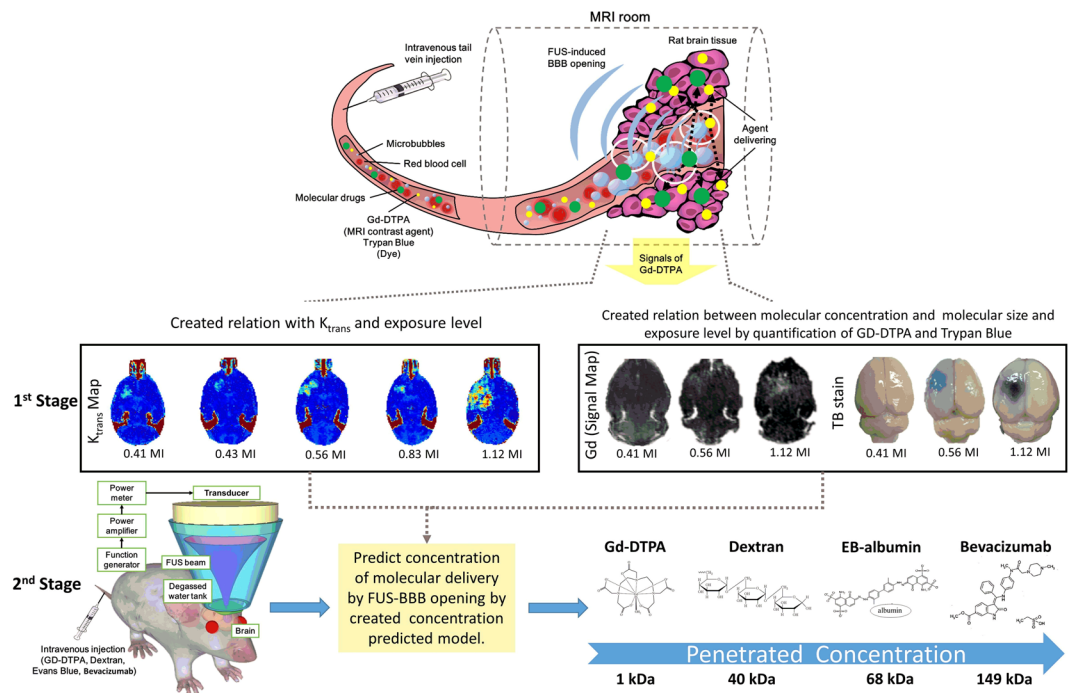 MRI room
Intravenous tail
vein injection
FUS-induced
BBB opening
Rat brain tissue
Microbubbles
Red blood cell
Molecular drugs
Gd-DTPA
(MRI contrast agent)
Trypan Blue
(Dye)
Agent
delivering
Signals of
Gd-DTPA
Created relation with Ktrans and exposure level
Created relation between molecular concentration and molecular size and
exposure level by quantification of GD-DTPA and Trypan Blue
1st Stage
Ktrans Map
0.41 MI
0.43 MI
0.56 MI
0.83 MI
1.12 MI
Gd (Signal Map)
0.41 MI
0.56 MI
1.12 MI
TB stain
0.41 MI
0.56 MI
1.12 MI
2nd Stage
Power
meter
Transducer
Power
amplifier
Function
generator
FUS beam
Degassed
water tank
Brain
Intravenous injection
(GD-DTPA, Dextran,
Evans Blue, Bevacizumab)
Predict concentration
of molecular delivery
by FUS-BBB opening by
created concentration
predicted model.
Gd-DTPA
Dextran
EB-albumin
Bevacizumab
albumin
Penetrated Concentration
1 kDa
40 kDa
68 kDa
149 kDa